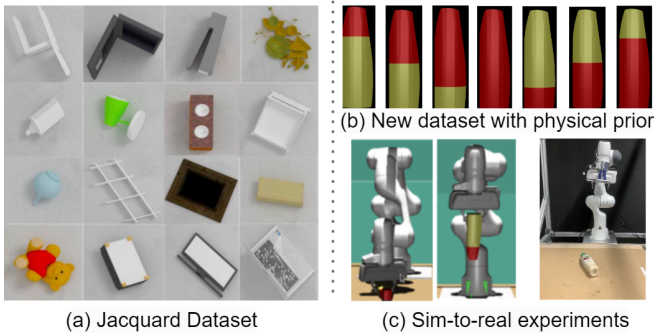 (b) New dataset with physical prior
(a) Jacquard Dataset
(c) Sim-to-real experiments